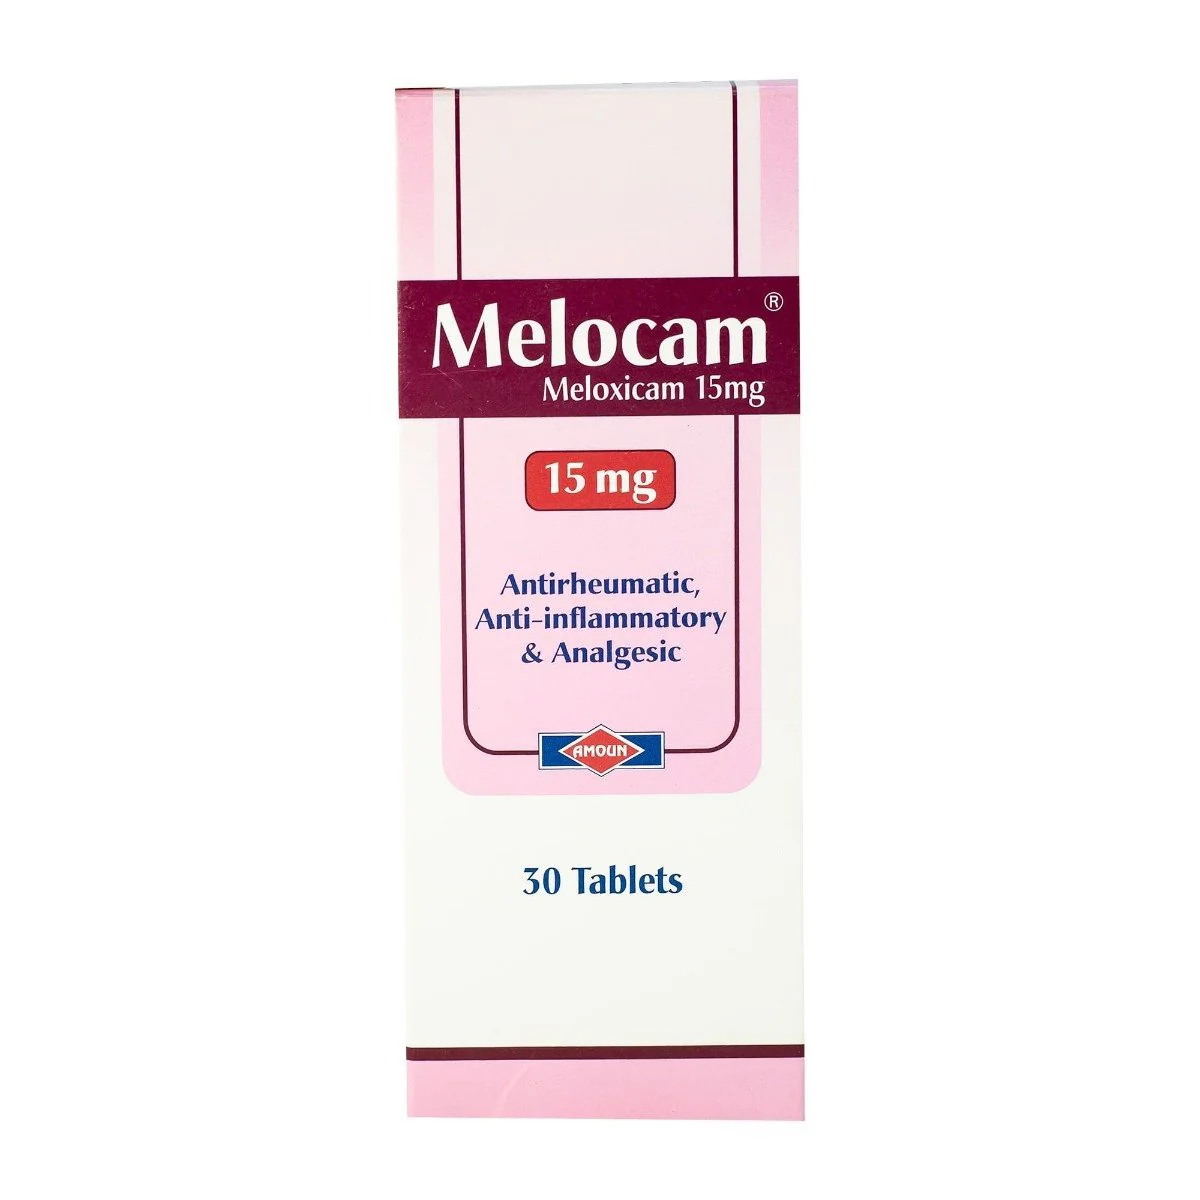 Melocam®
Meloxicam 15mg
15 mg
Antirheumatic,
Anti-inflammatory
& Analgesic
AMOUN
30 Tablets